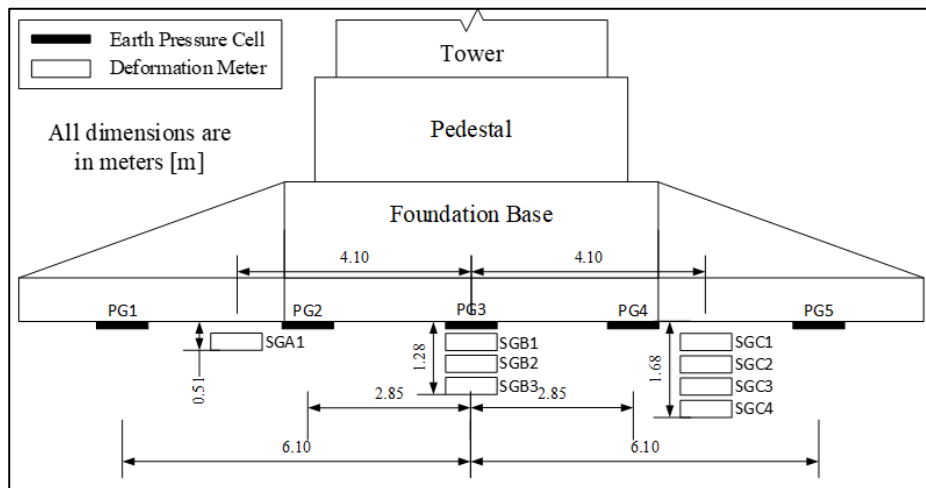 Earth Pressure Cell
Deformation Meter
Tower
All dimensions are
in meters [m]
Pedestal
Foundation Base
4.10
4.10
PG1
PG2
PG3
PG4
PG5
SGA1
SGB1
SGC1
SGB2
SGC2
SGB3
SGC3
SGC4
0.51
1.28
1.68
2.85
2.85
6.10
6.10